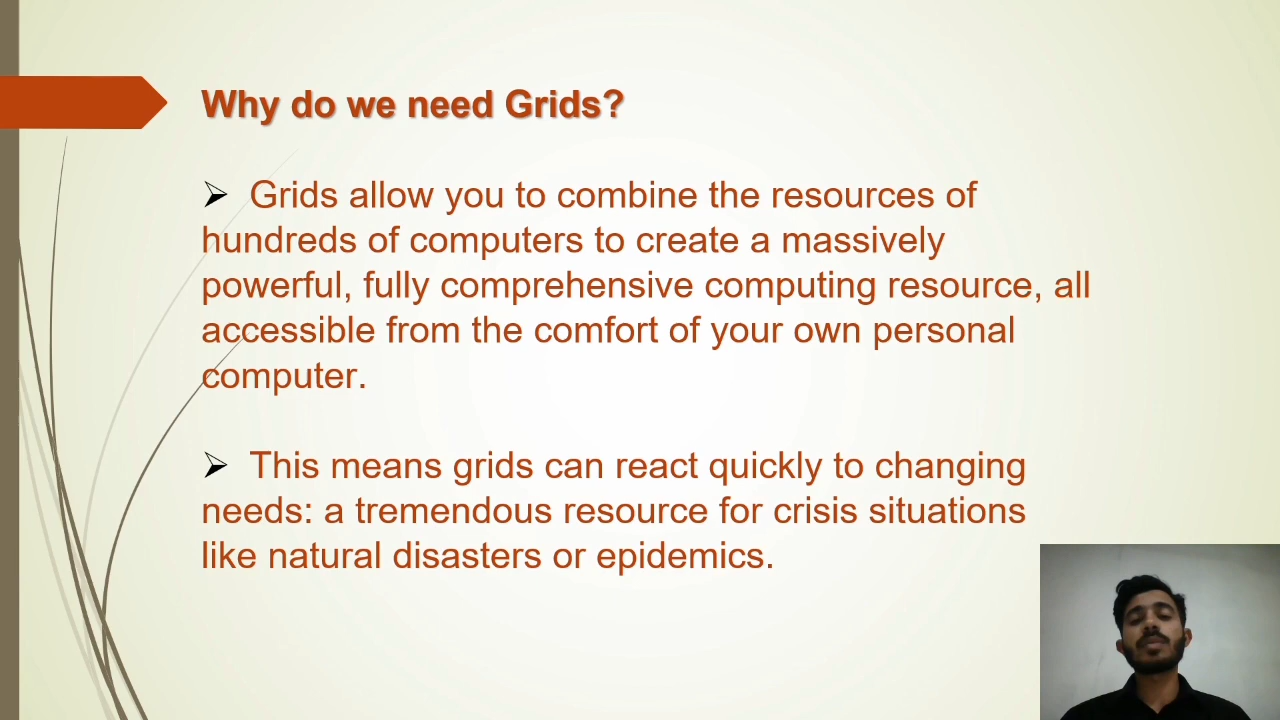 Why do we need Grids?
➢ Grids allow you to combine the resources of
hundreds of computers to create a massively
powerful, fully comprehensive computing resource, all
accessible from the comfort of your own personal
computer.
➢ This means grids can react quickly to changing
needs: a tremendous resource for crisis situations
like natural disasters or epidemics.